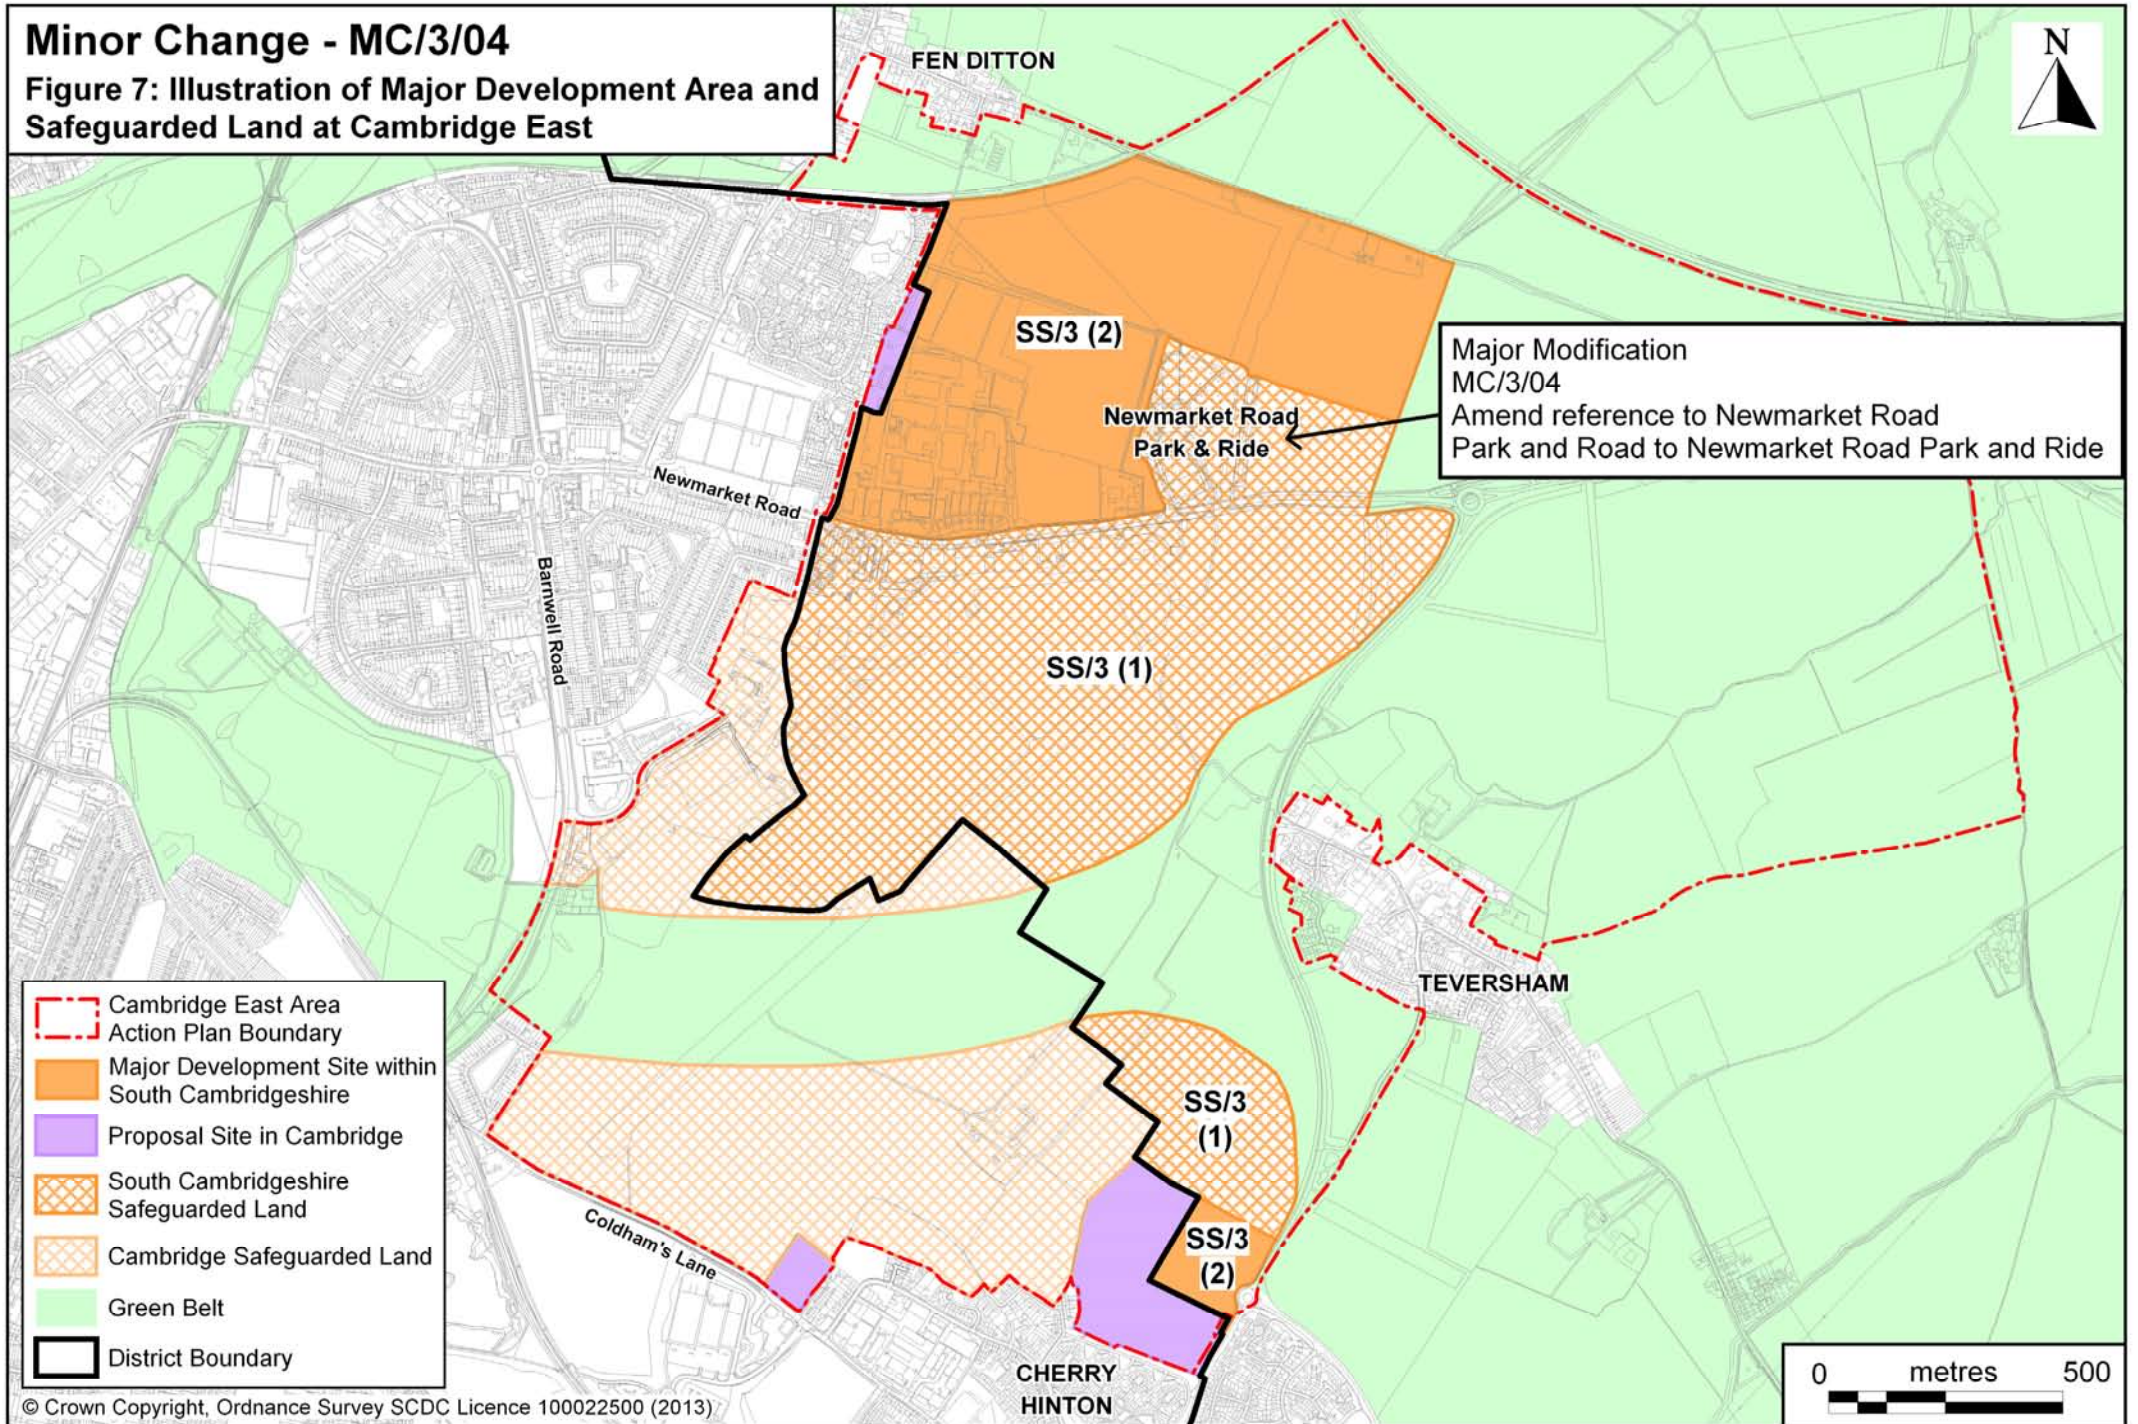 Minor Change - MC/3/04
Figure 7: Illustration of Major Development Area and
Safeguarded Land at Cambridge East
FEN DITTON
N
SS/3 (2)
Newmarket Road
Park & Ride
Major Modification
MC/3/04
Amend reference to Newmarket Road
Park and Road to Newmarket Road Park and Ride
Newmarket Road
Barnwell Road
SS/3 (1)
TEVERSHAM
SS/3
(1)
SS/3
(2)
Coldham's Lane
CHERRY
HINTON
Cambridge East Area
Action Plan Boundary
Major Development Site within
South Cambridgeshire
Proposal Site in Cambridge
South Cambridgeshire
Safeguarded Land
Cambridge Safeguarded Land
Green Belt
District Boundary
© Crown Copyright, Ordnance Survey SCDC Licence 100022500 (2013)
0 metres 500